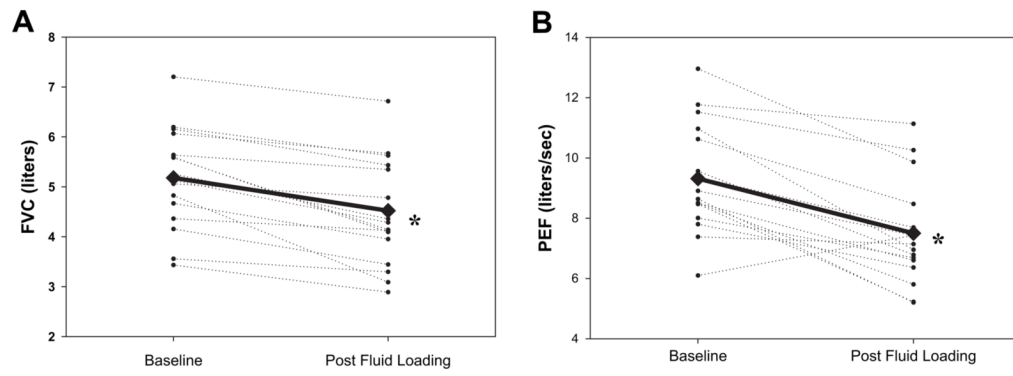 A
FVC (liters)
8
7
6
5
4
3
2
*
Baseline
Post Fluid Loading
B
PEF (liters/sec)
14
12
10
8
6
4
*
Baseline
Post Fluid Loading